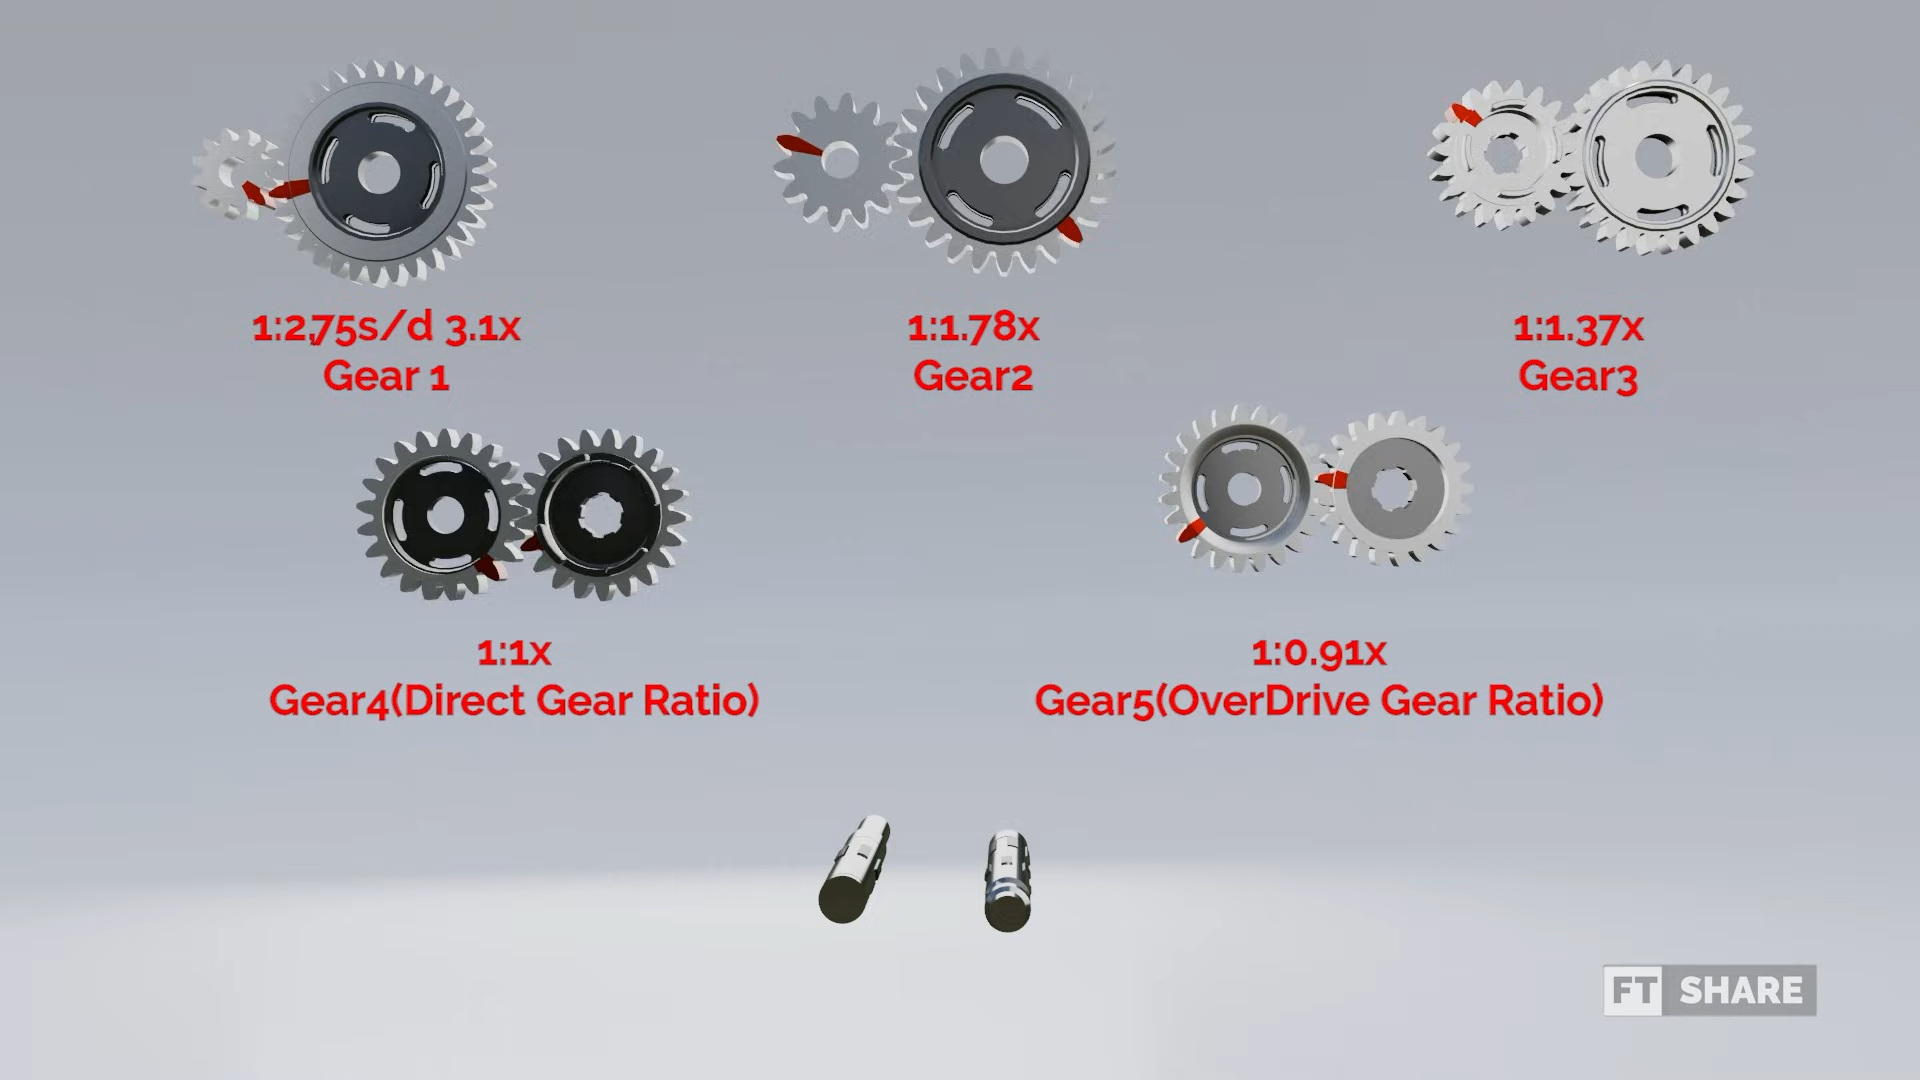 1:2,75s/d 3.1x
Gear 1
1:1.78x
Gear2
1:1.37x
Gear3
1:1x
Gear4(Direct Gear Ratio)
1:0.91x
Gear5(OverDrive Gear Ratio)
FT SHARE